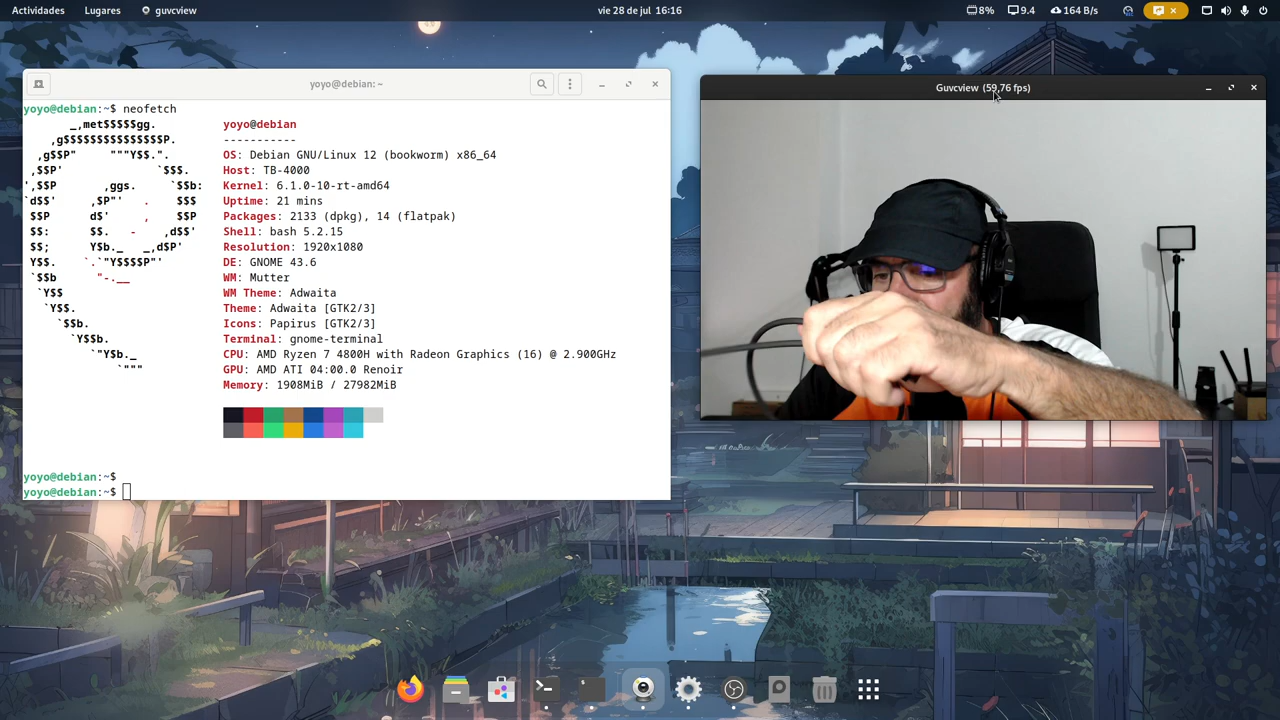 Actividades Lugares guvcview vie 28 de jul 16:16 8% 9.4 164 B/s
yoyo@debian: ~
yoyo@debian:~$ neofetch
_,met$$$$$gg.
,g$$$$$$$$$$$$$$$P.
,g$$P" """Y$$.".
,$$P' `$$$.
',$$P ,ggs. `$$b:
`d$$' ,$P"' . $$$
$$P d$' , $$P
$$: $$. - ,d$$'
$$; Y$b._ _,d$P'
Y$$. `.`"Y$$$$P"'
`$$b "-.__
`Y$$
`Y$$.
`$$b.
`Y$$b.
`"Y$b._
`"""
yoyo@debian
-----------
OS: Debian GNU/Linux 12 (bookworm) x86_64
Host: TB-4000
Kernel: 6.1.0-10-rt-amd64
Uptime: 21 mins
Packages: 2133 (dpkg), 14 (flatpak)
Shell: bash 5.2.15
Resolution: 1920x1080
DE: GNOME 43.6
WM: Mutter
WM Theme: Adwaita
Theme: Adwaita [GTK2/3]
Icons: Papirus [GTK2/3]
Terminal: gnome-terminal
CPU: AMD Ryzen 7 4800H with Radeon Graphics (16) @ 2.900GHz
GPU: AMD ATI 04:00.0 Renoir
Memory: 1908MiB / 27982MiB
yoyo@debian:~$
yoyo@debian:~$
Guvcview (59,76 fps)